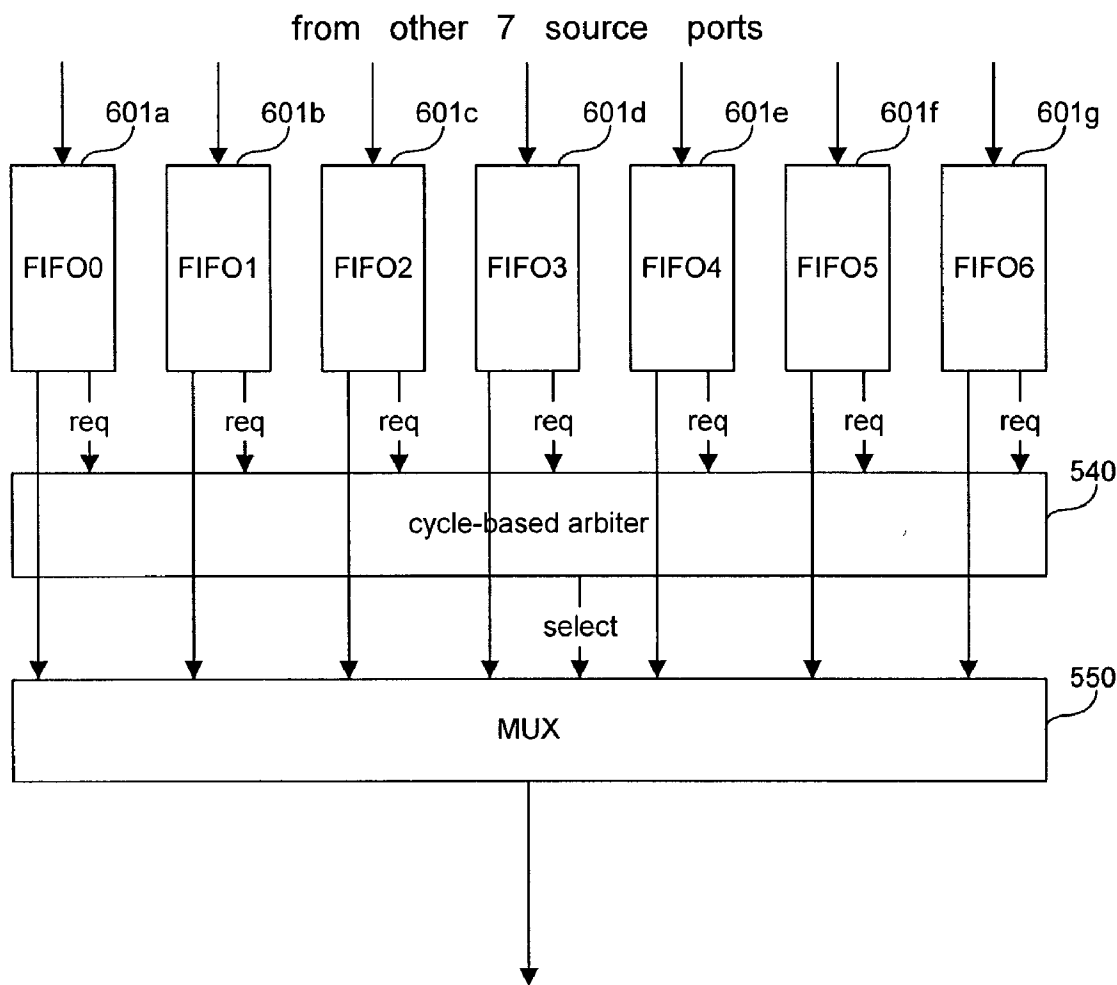 from other 7 source ports
601a 601b 601c 601d 601e 601f 601g
FIFO0 FIFO1 FIFO2 FIFO3 FIFO4 FIFO5 FIFO6
req req req req req req req
540
cycle-based arbiter
select
550
MUX